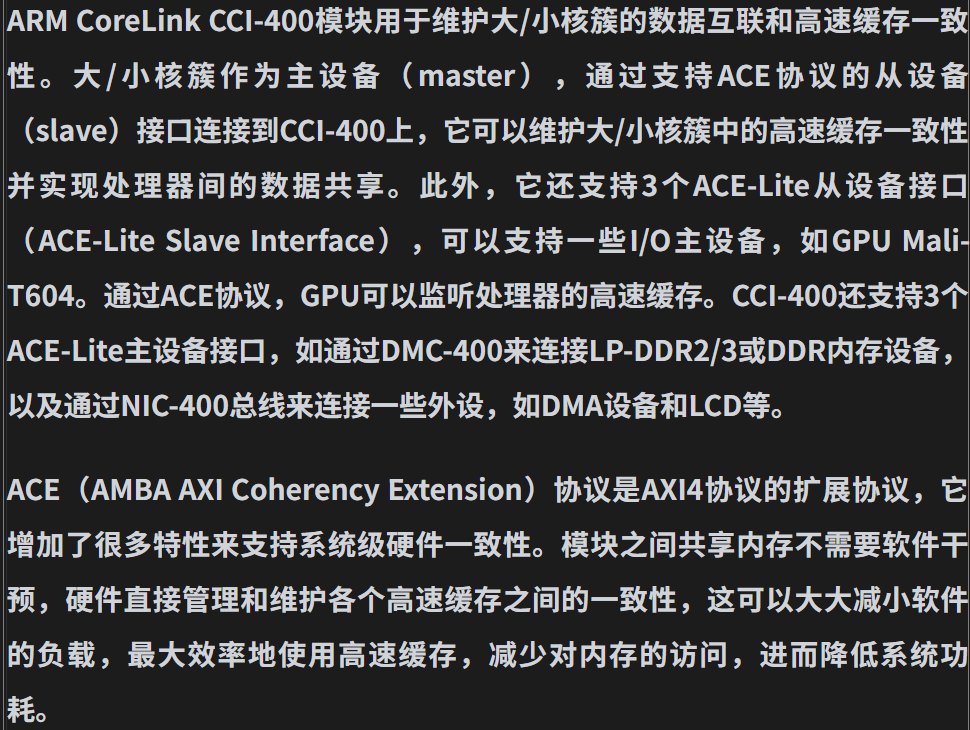 ARM CoreLink CCI-400模块用于维护大/小核簇的数据互联和高速缓存一致
性。大/小核簇作为主设备（master），通过支持ACE协议的从设备
（slave）接口连接到CCI-400上，它可以维护大/小核簇中的高速缓存一致性
并实现处理器间的数据共享。此外，它还支持3个ACE-Lite从设备接口
（ACE-Lite Slave Interface），可以支持一些I/O主设备，如GPU Mali-
T604。通过ACE协议，GPU可以监听处理器的高速缓存。CCI-400还支持3个
ACE-Lite主设备接口，如通过DMC-400来连接LP-DDR2/3或DDR内存设备，
以及通过NIC-400总线来连接一些外设，如DMA设备和LCD等。
ACE（AMBA AXI Coherency Extension）协议是AXI4协议的扩展协议，它
增加了很多特性来支持系统级硬件一致性。模块之间共享内存不需要软件干
预，硬件直接管理和维护各个高速缓存之间的一致性，这可以大大减小软件
的负载，最大效率地使用高速缓存，减少对内存的访问，进而降低系统功
耗。